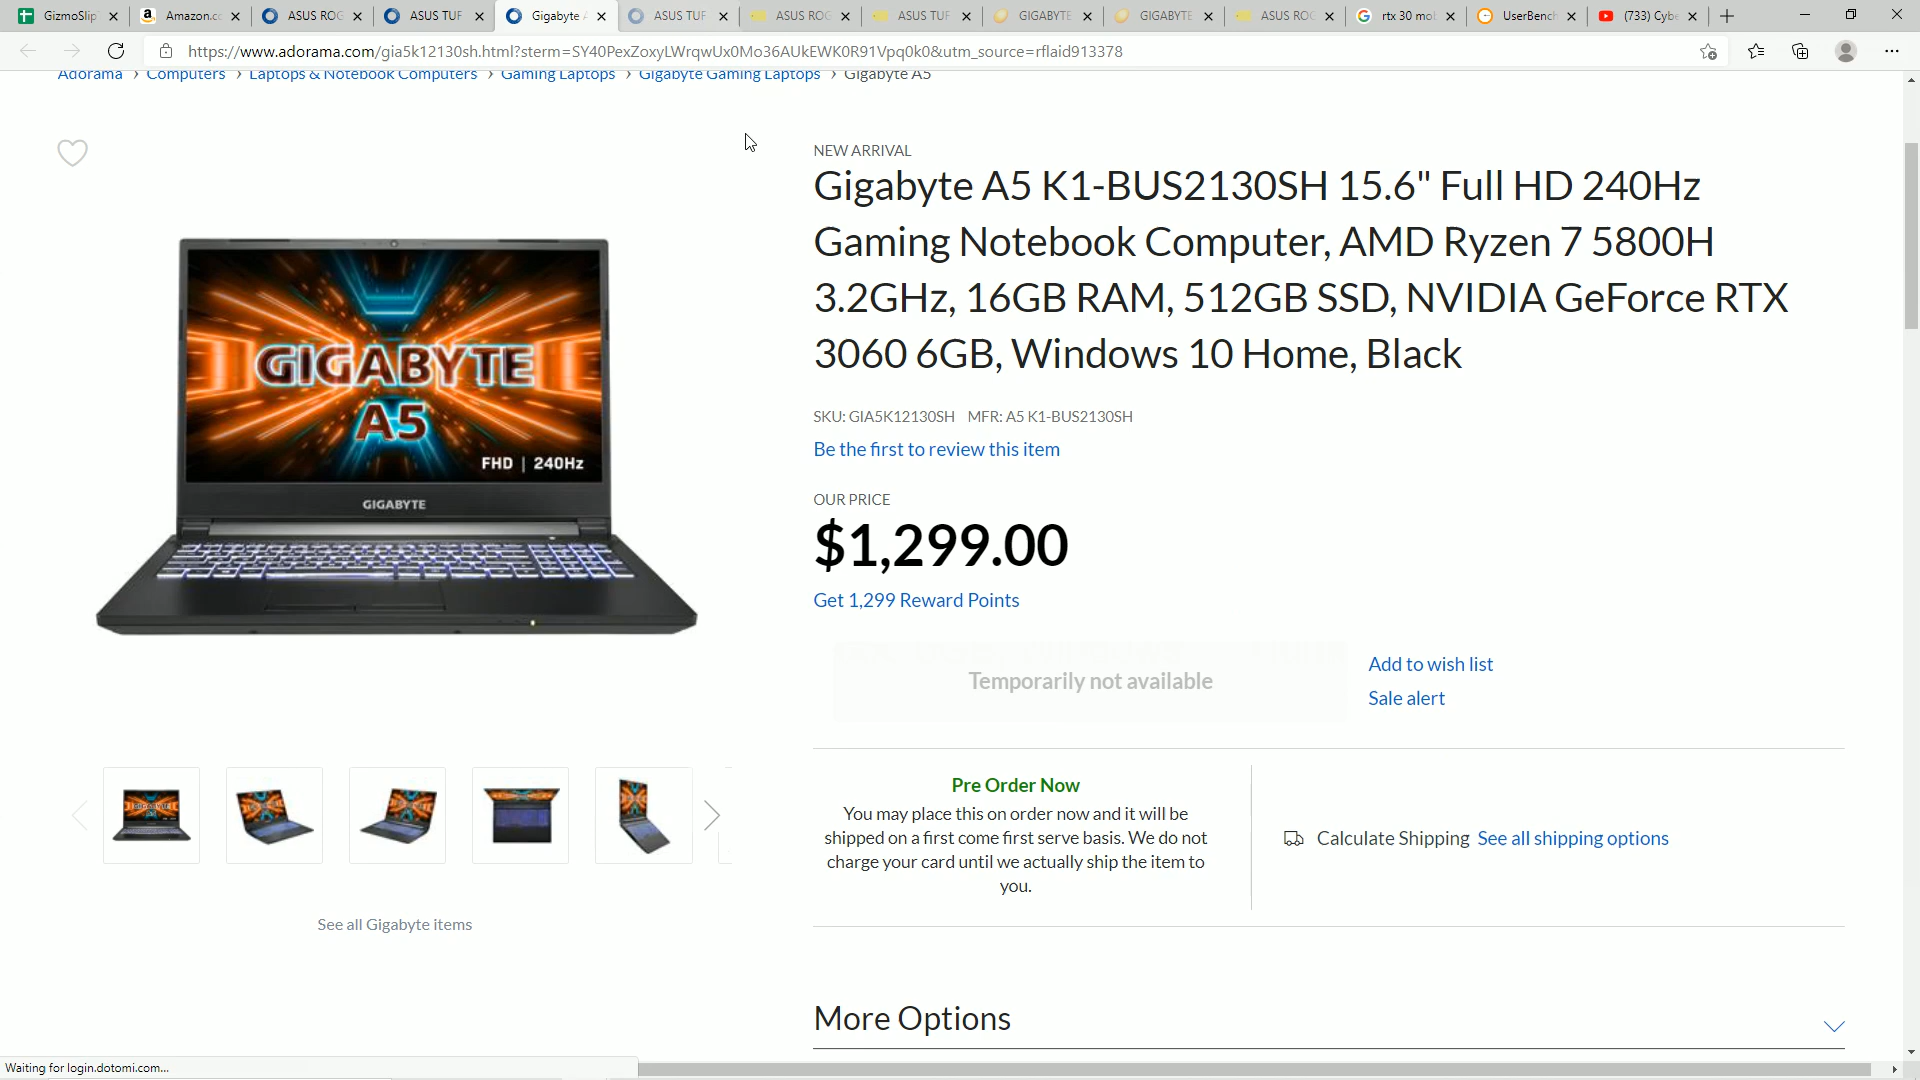 GizmoSlip
Amazon.co
ASUS ROG
ASUS TUF
Gigabyte A
ASUS TUF
ASUS ROG
ASUS TUF
GIGABYTE
GIGABYTE
ASUS ROG
rtx 30 mo
UserBench
(733) Cybe
https://www.adorama.com/gia5k12130sh.html?sterm=SY40PexZoxyLWrqwUx0Mo36AUkEWK0R91Vpq0k0&utm_source=rflaid913378
Adorama › Computers › Laptops & Notebook Computers › Gaming Laptops › Gigabyte Gaming Laptops › Gigabyte A5
NEW ARRIVAL
Gigabyte A5 K1-BUS2130SH 15.6" Full HD 240Hz
Gaming Notebook Computer, AMD Ryzen 7 5800H
3.2GHz, 16GB RAM, 512GB SSD, NVIDIA GeForce RTX
3060 6GB, Windows 10 Home, Black
SKU: GIA5K12130SH MFR: A5 K1-BUS2130SH
Be the first to review this item
OUR PRICE
$1,299.00
Get 1,299 Reward Points
Temporarily not available
Add to wish list
Sale alert
GIGABYTE
A5
FHD | 240Hz
GIGABYTE
See all Gigabyte items
Pre Order Now
You may place this on order now and it will be
shipped on a first come first serve basis. We do not
charge your card until we actually ship the item to
you.
Calculate Shipping See all shipping options
More Options
Waiting for login.dotomi.com...